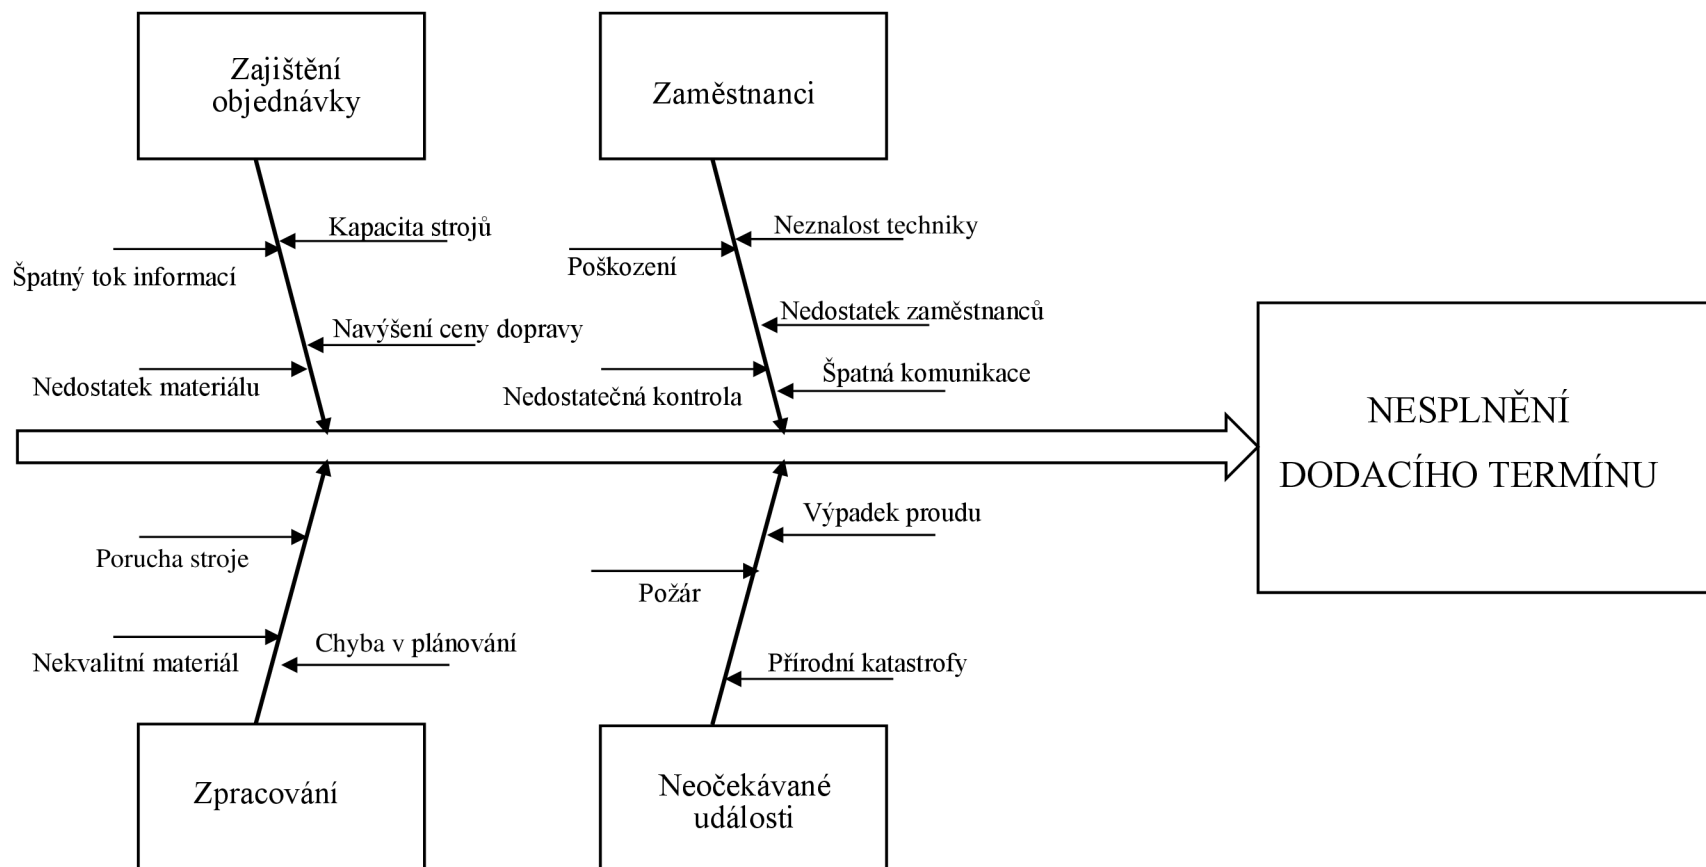 Zajištění
objednávky
Zaměstnanci
Kapacita strojů
Neznalost techniky
Špatný tok informací
Poškození
Navýšení ceny dopravy
Nedostatek zaměstnanců
Nedostatek materiálu
Nedostatečná kontrola
Špatná komunikace
NESPLNĚNÍ
DODACÍHO TERMÍNU
Výpadek proudu
Porucha stroje
Požár
Nekvalitní materiál
Chyba v plánování
Přírodní katastrofy
Zpracování
Neočekávané
události